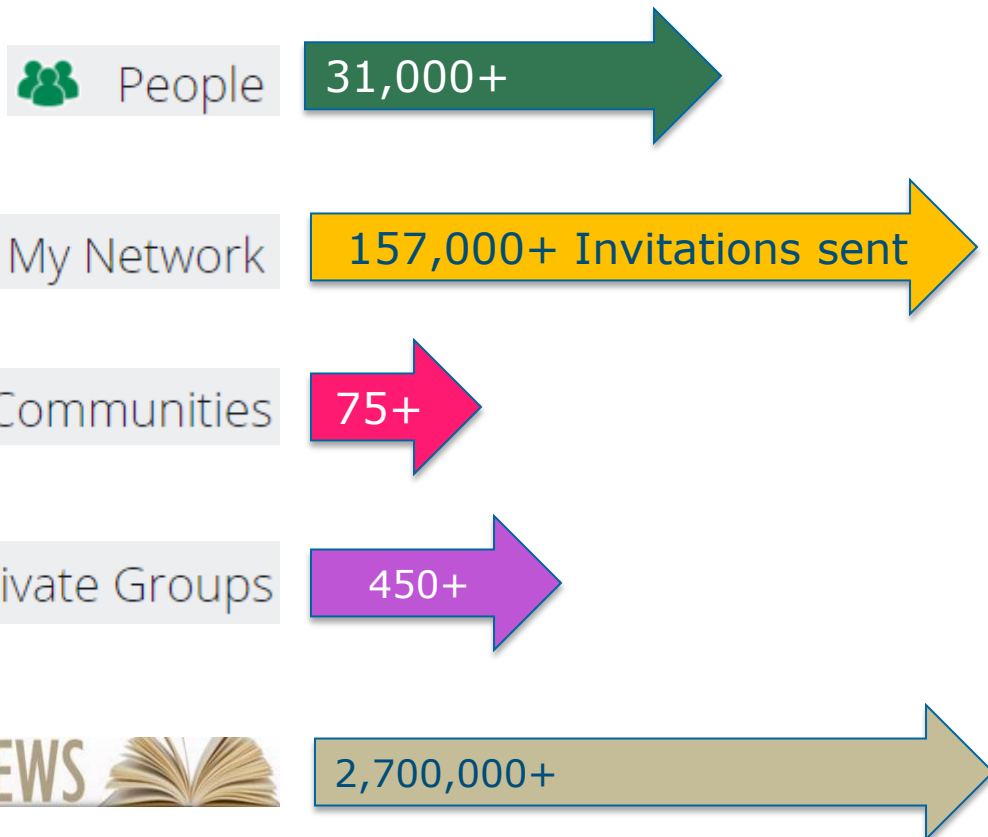 People
31,000+
My Network
157,000+ Invitations sent
Communities
75+
ivate Groups
450+
EWS
2,700,000+